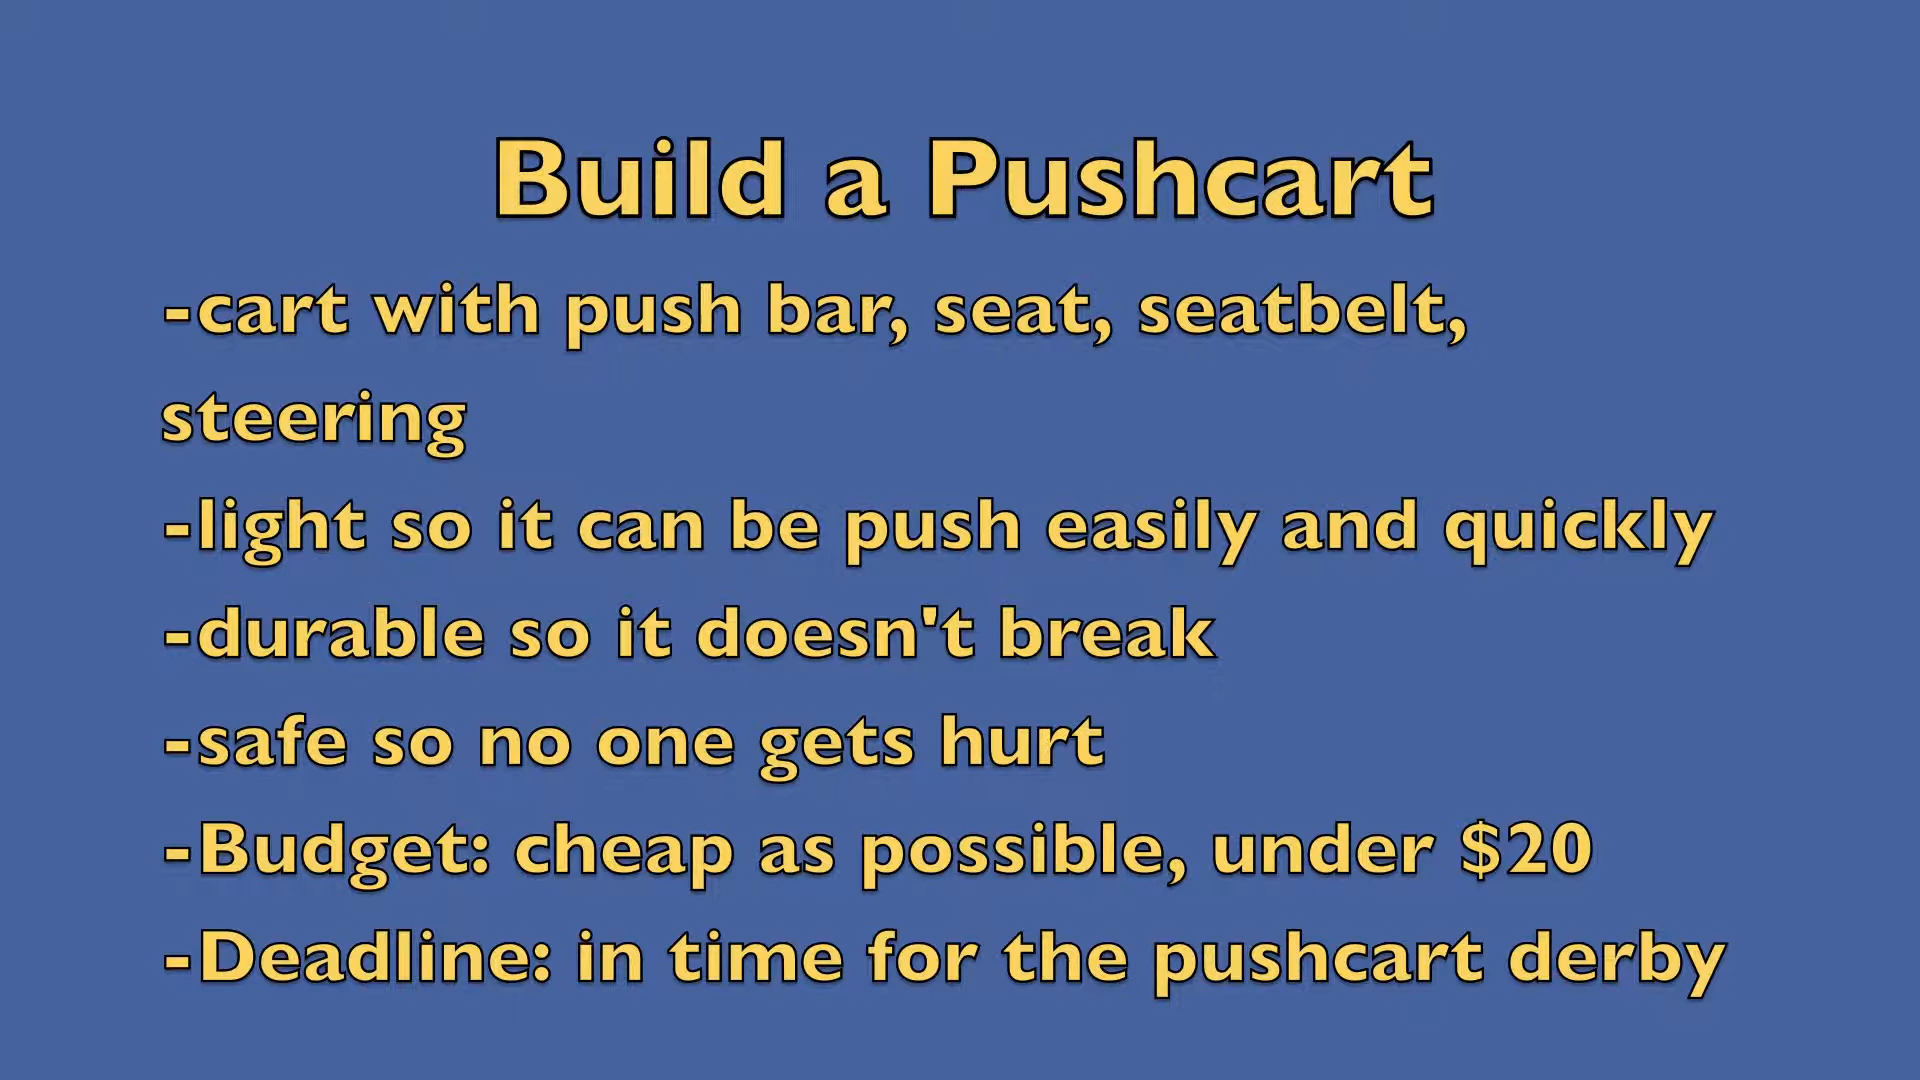 Build a Pushcart
-cart with push bar, seat, seatbelt,
steering
-light so it can be push easily and quickly
-durable so it doesn't break
-safe so no one gets hurt
-Budget: cheap as possible, under $20
-Deadline: in time for the pushcart derby